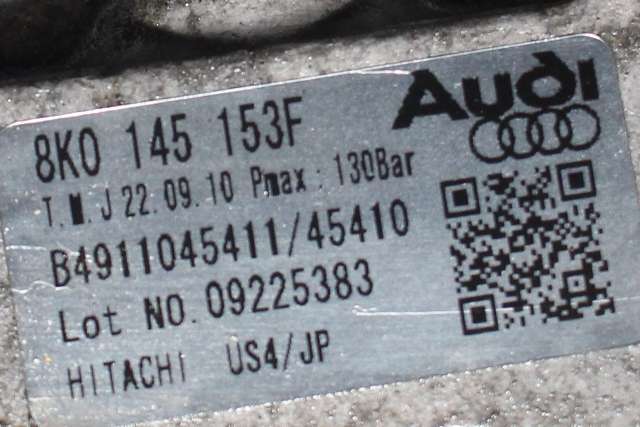 Audi
8K0 145 153F
T.M.J 22.09.10 Pmax: 130Bar
B4911045411/45410
Lot NO. 09225383
HITACHI US4/JP